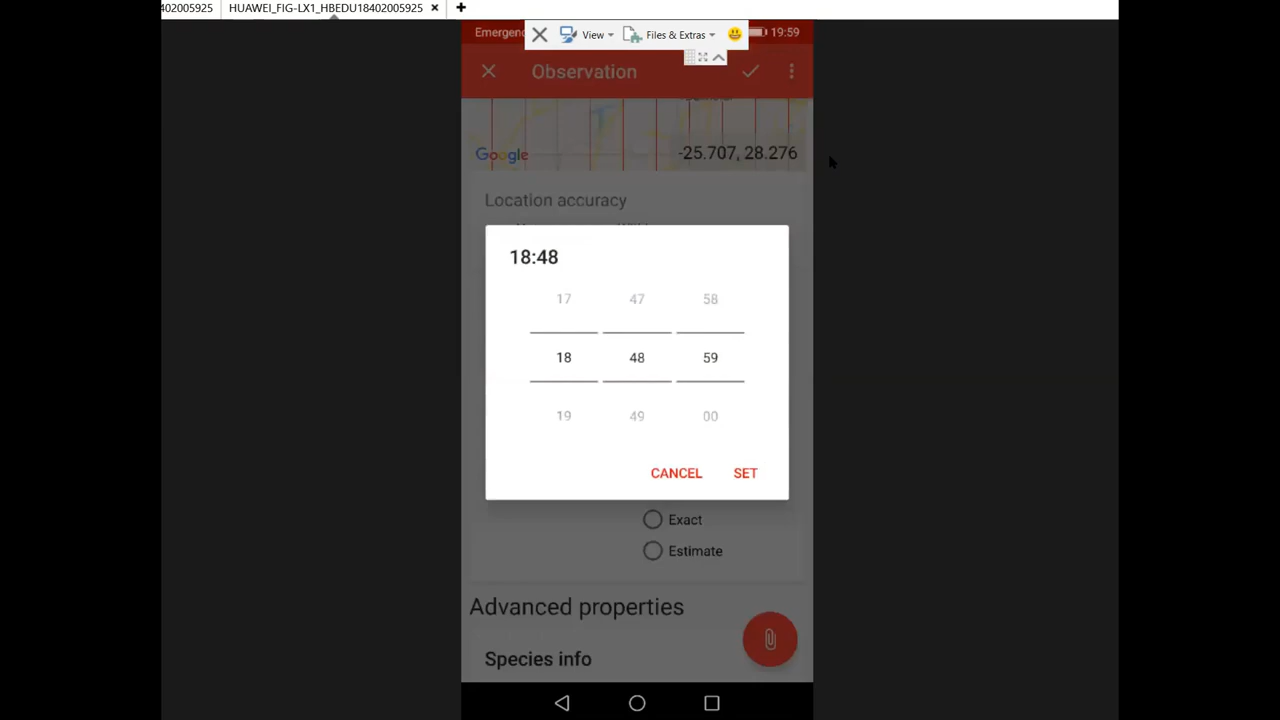 402005925 HUAWEI_FIG-LX1_HBEDU18402005925
View Files & Extras
19:59
Observation
Google -25.707, 28.276
Location accuracy
18:48
17 47 58
18 48 59
19 49 00
CANCEL SET
Exact
Estimate
Advanced properties
Species info